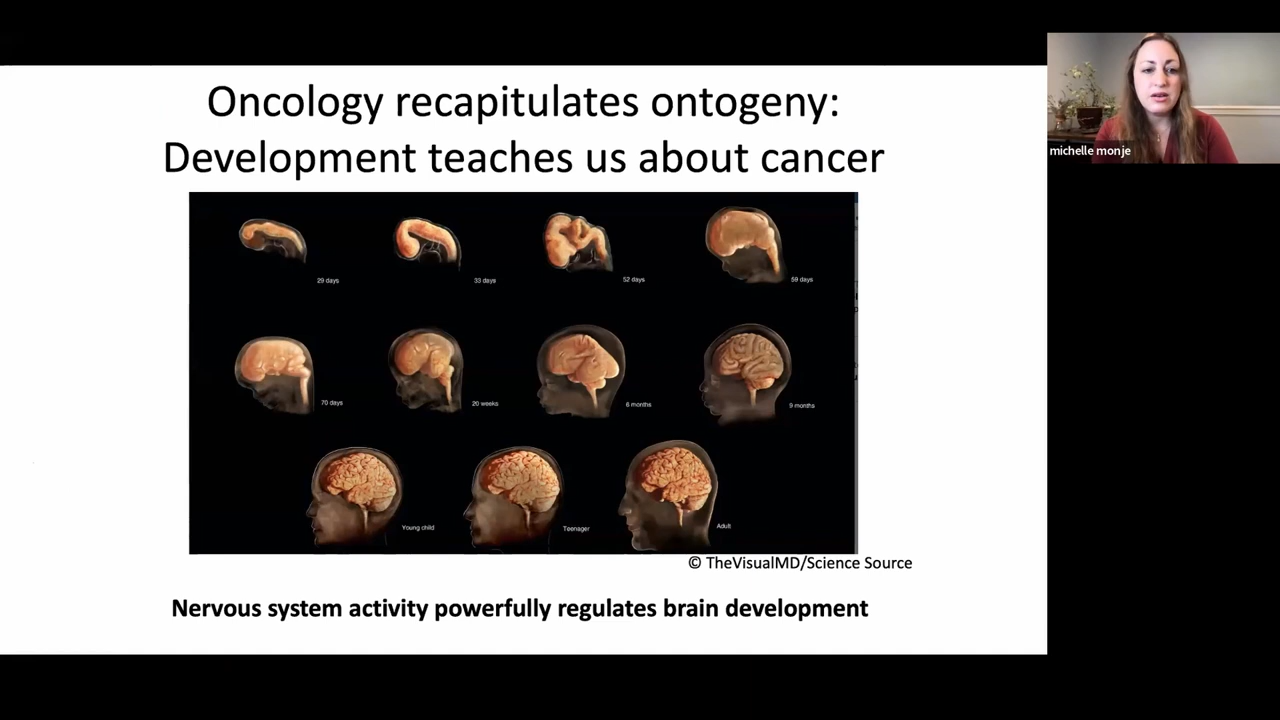 Oncology recapitulates ontogeny:
Development teaches us about cancer
michelle monje
29 days
33 days
52 days
59 days
70 days
20 weeks
6 months
9 months
Young child
Teenager
Adult
© TheVisualMD/Science Source
Nervous system activity powerfully regulates brain development